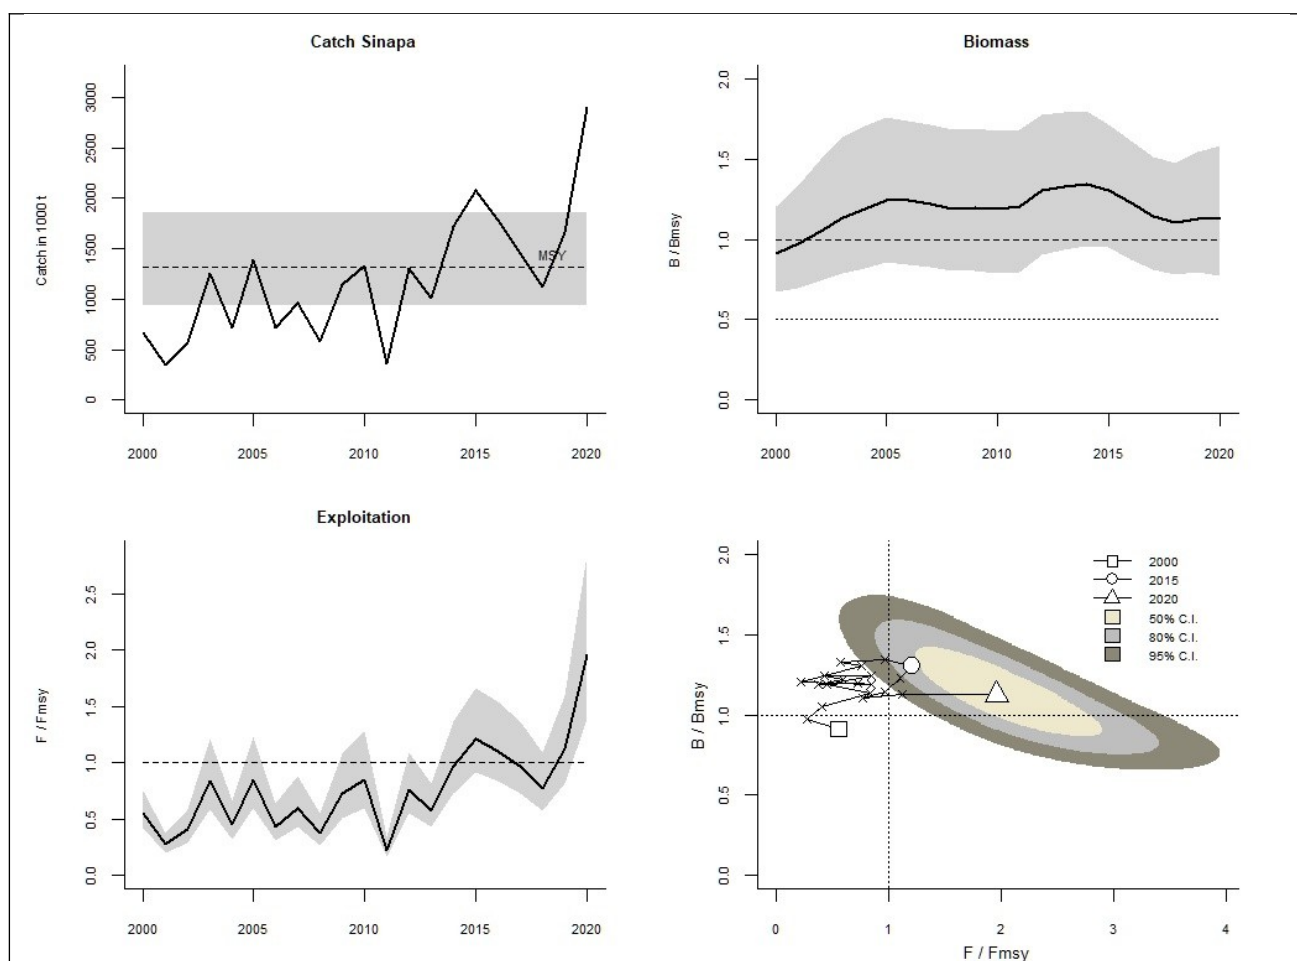 Catch Sinapa
Catch in 1000 t
3000
2500
2000
1500
1000
500
0
MSY
2000 2005 2010 2015 2020
Biomass
B / Bmsy
2.0
1.5
1.0
0.5
0.0
2000 2005 2010 2015 2020
Exploitation
F / Fmsy
2.5
2.0
1.5
1.0
0.5
0.0
2000 2005 2010 2015 2020
B / Bmsy
2.0
1.5
1.0
0.5
0.0
2000
2015
2020
50% C.I.
80% C.I.
95% C.I.
0 1 2 3 4
F / Fmsy